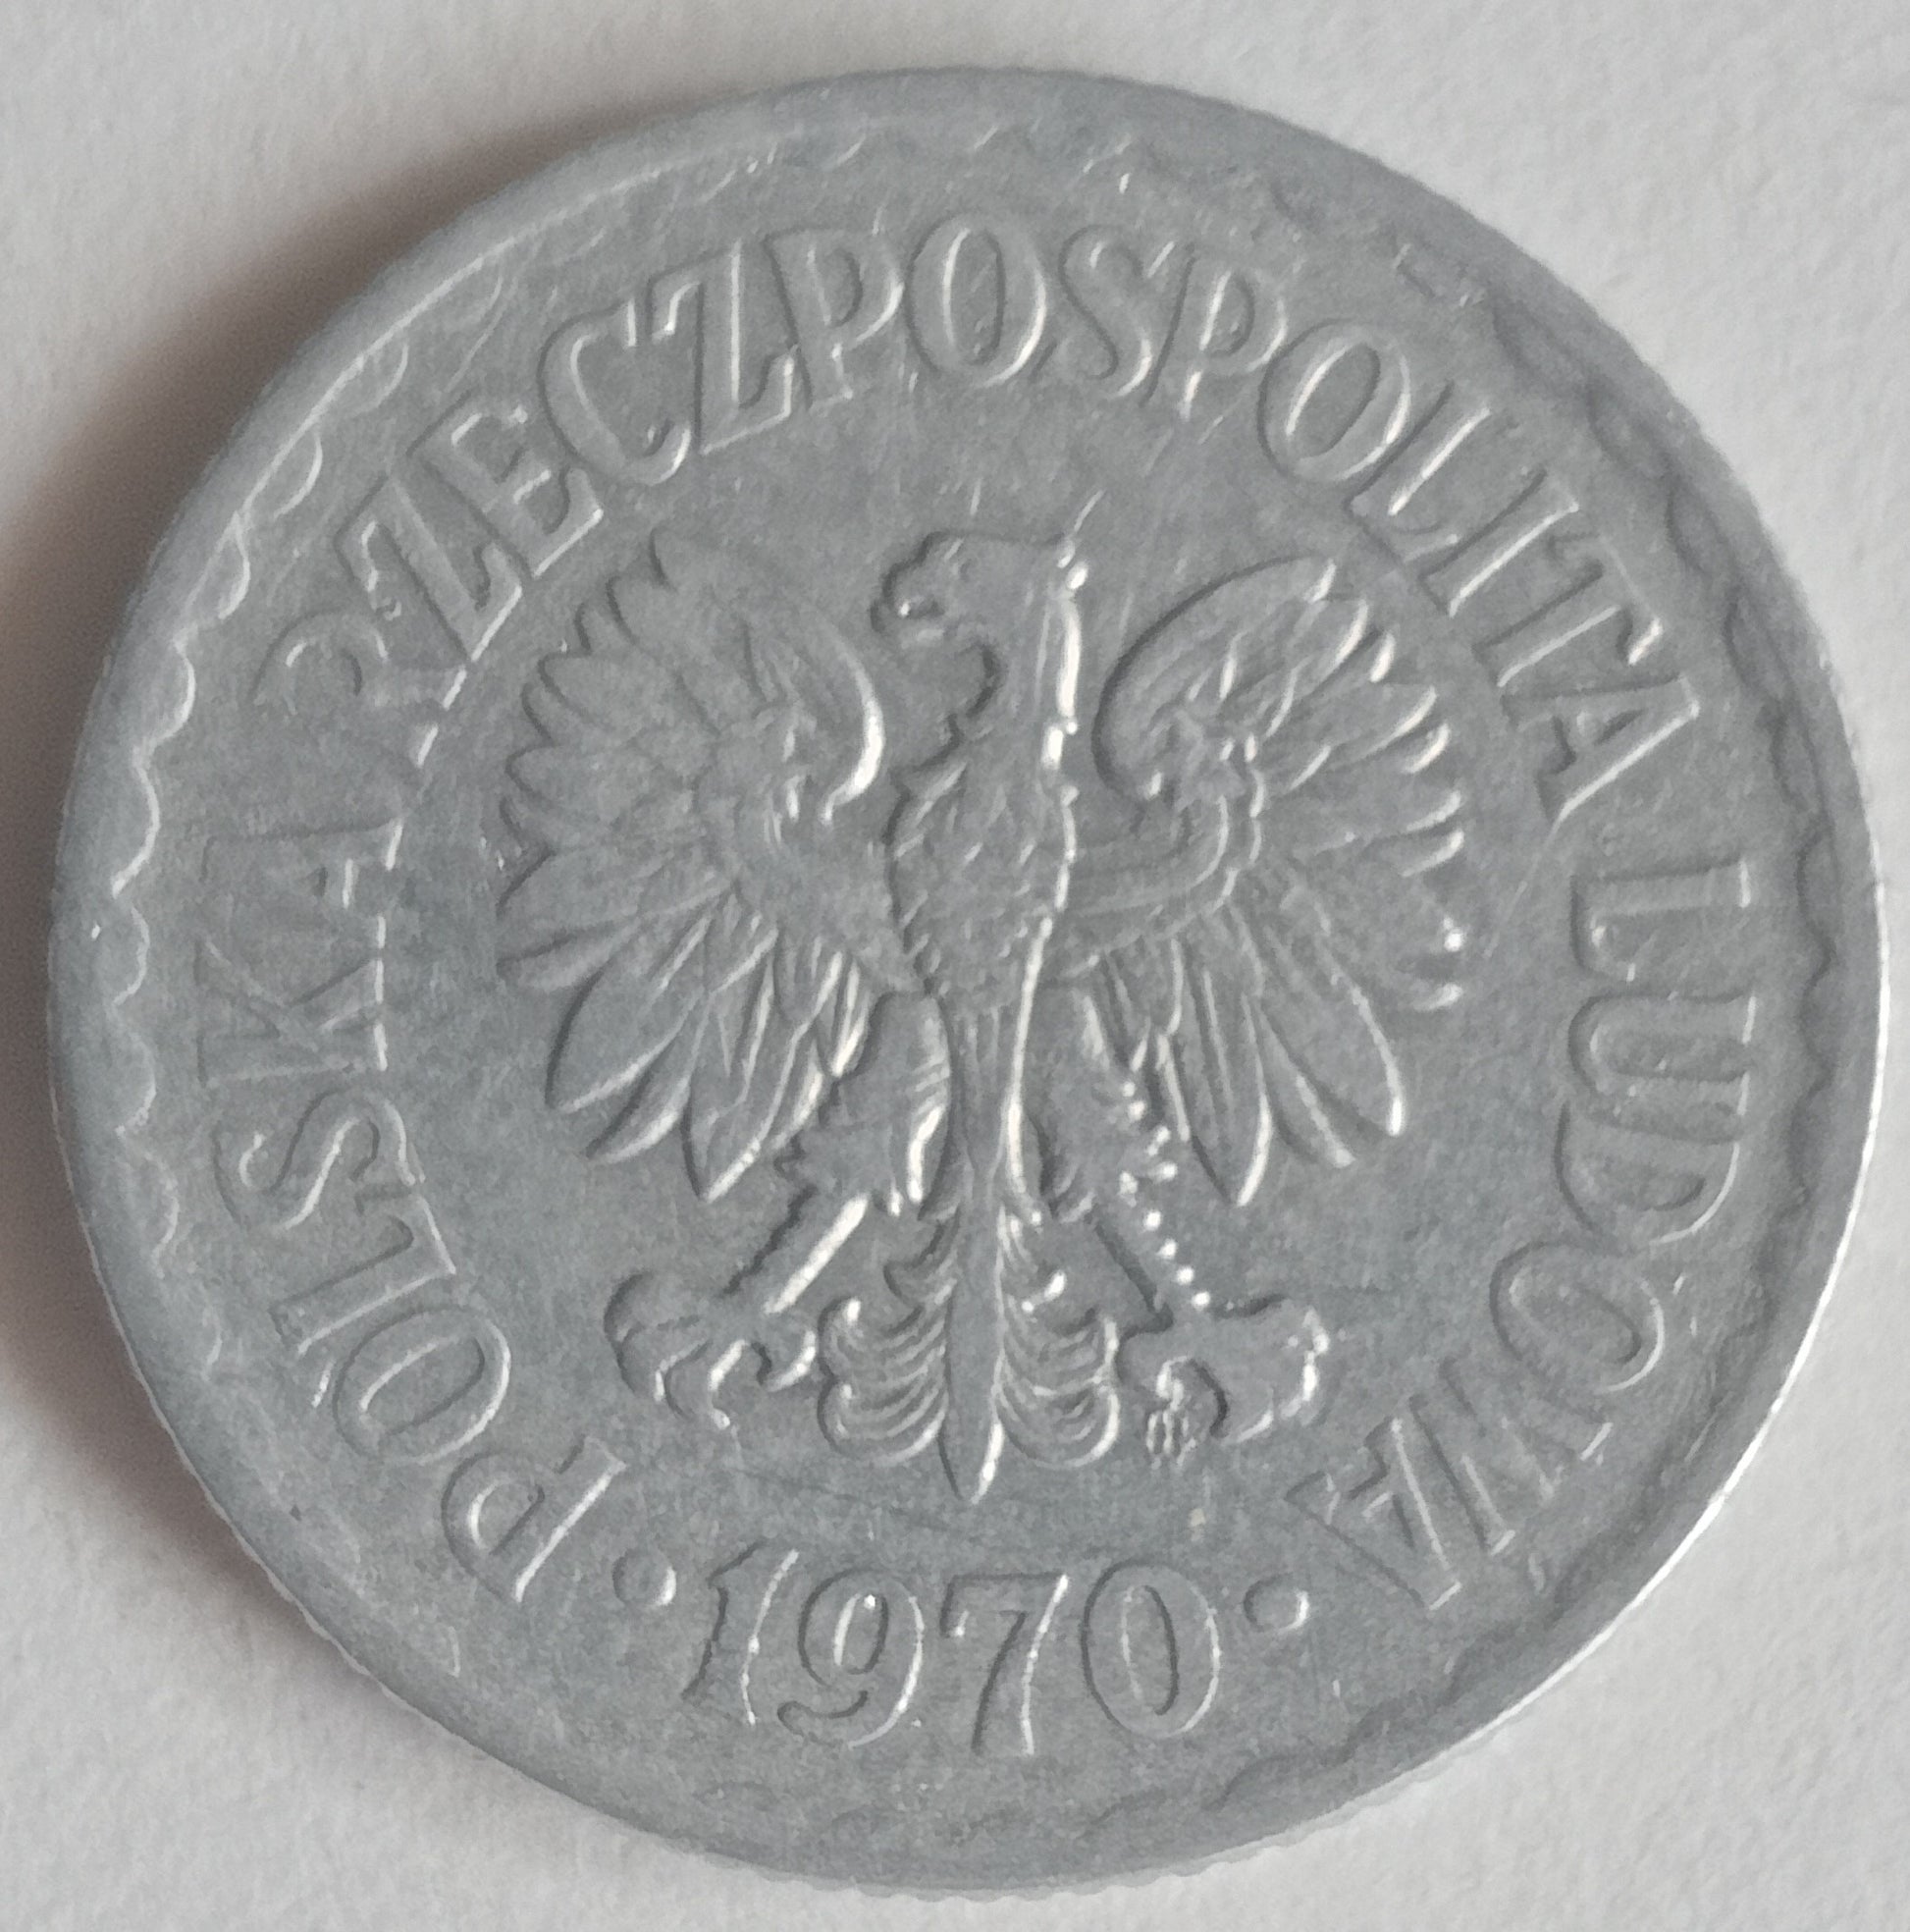 POLSKA RZECZPOSPOLITA LUDOWA
• 1970 •